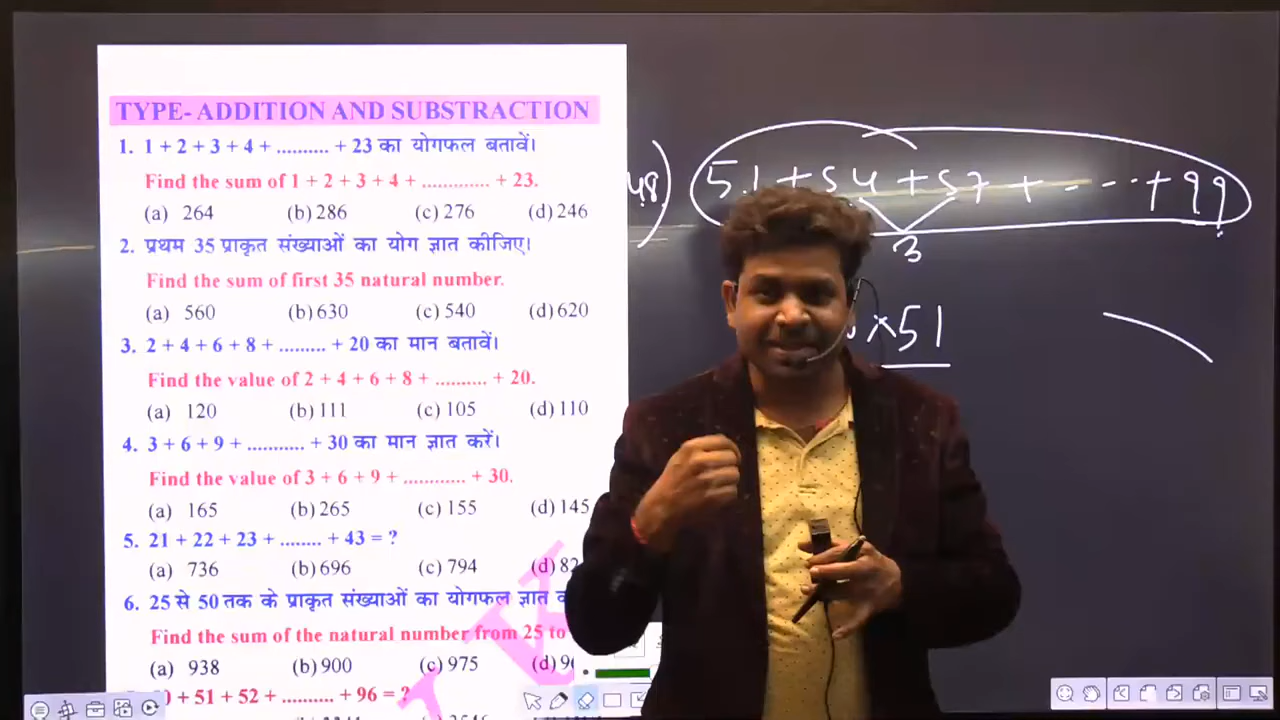 TYPE- ADDITION AND SUBSTRACTION
1. 1 + 2 + 3 + 4 + .......... + 23 का योगफल बतावें।
Find the sum of 1 + 2 + 3 + 4 + ............. + 23.
(a) 264 (b) 286 (c) 276 (d) 246
2. प्रथम 35 प्राकृत संख्याओं का योग ज्ञात कीजिए।
Find the sum of first 35 natural number.
(a) 560 (b) 630 (c) 540 (d) 620
3. 2 + 4 + 6 + 8 + ......... + 20 का मान बतावें।
Find the value of 2 + 4 + 6 + 8 + .......... + 20.
(a) 120 (b) 111 (c) 105 (d) 110
4. 3 + 6 + 9 + ........... + 30 का मान ज्ञात करें।
Find the value of 3 + 6 + 9 + ............ + 30.
(a) 165 (b) 265 (c) 155 (d) 145
5. 21 + 22 + 23 + ........ + 43 = ?
(a) 736 (b) 696 (c) 794 (d) 82
6. 25 से 50 तक के प्राकृत संख्याओं का योगफल ज्ञात
Find the sum of the natural number from 25 to
(a) 938 (b) 900 (c) 975 (d)
+ 51 + 52 + .......... + 96 = ?
48) 51 + 54 + 57 + - - - - + 99
3
× 51